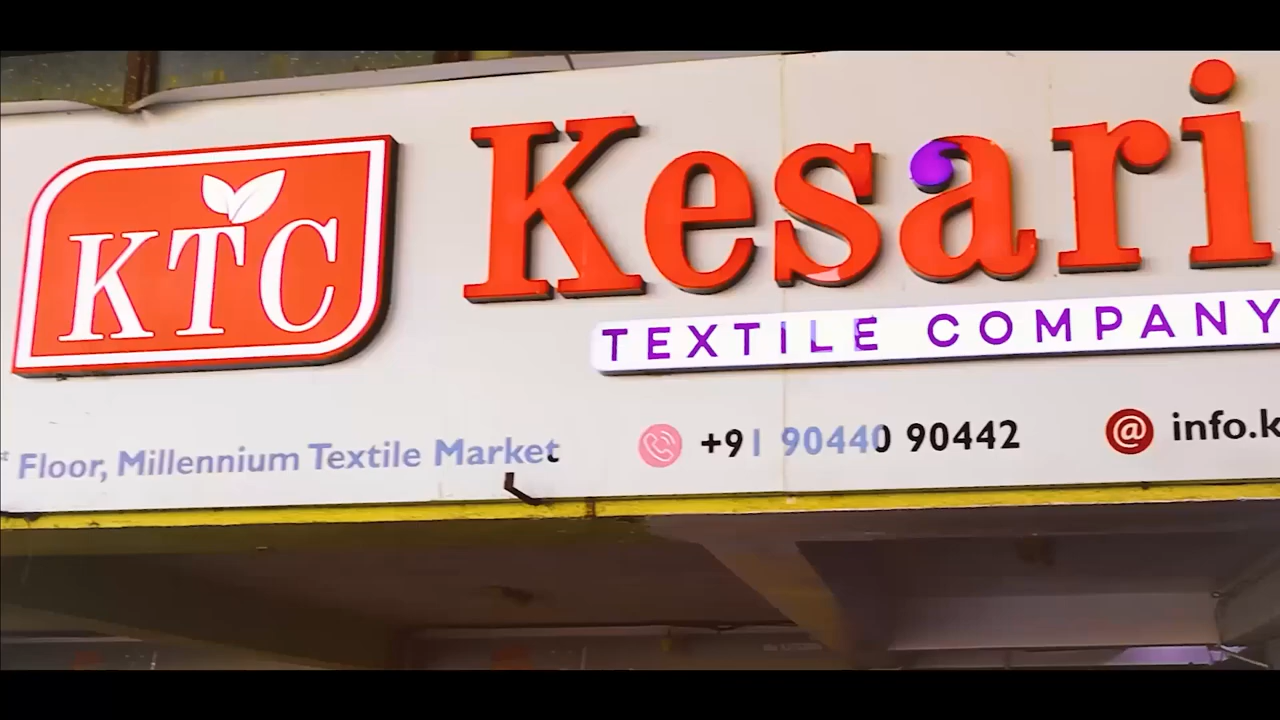 KTC
Kesari
TEXTILE COMPANY
Floor, Millennium Textile Market
+91 90440 90442
@ info.k